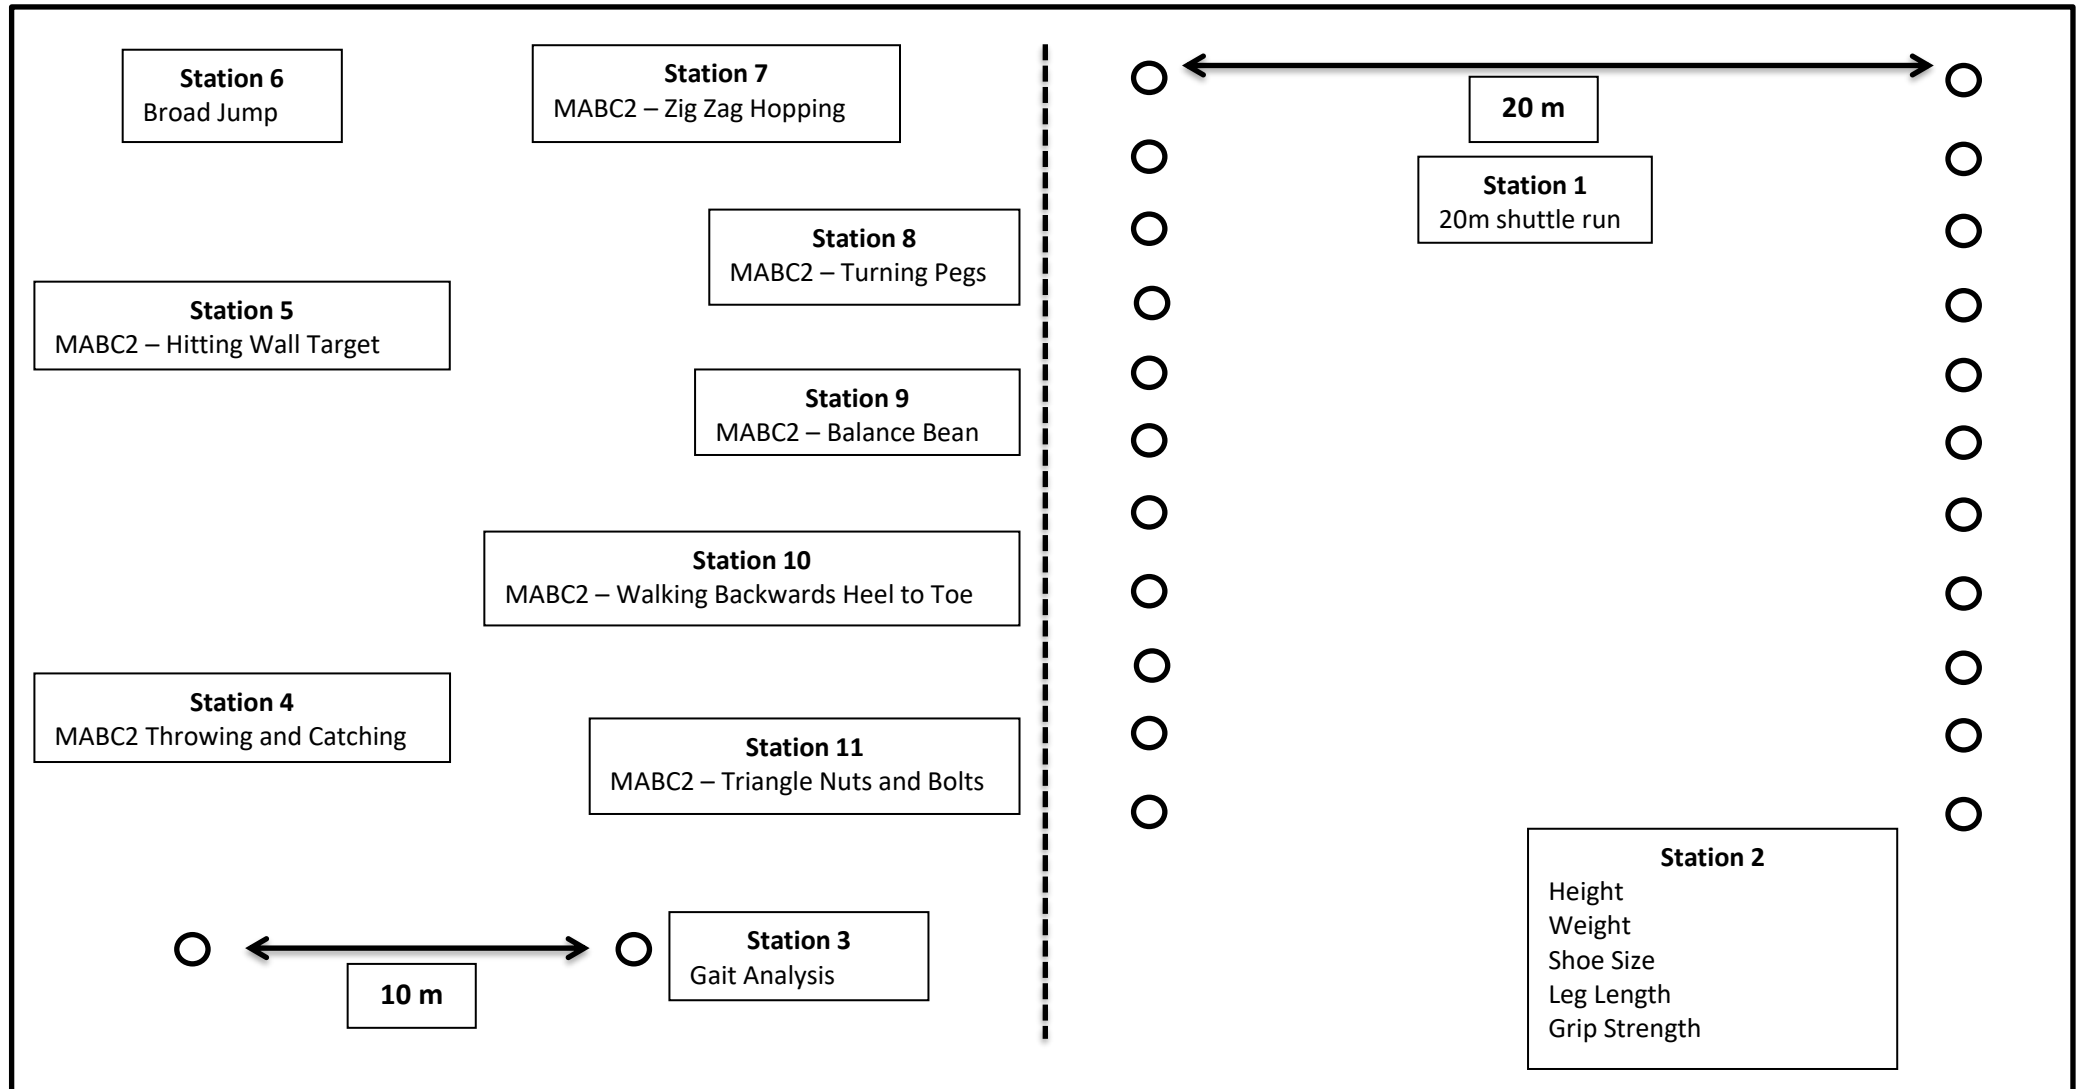 Station 6
Broad Jump
Station 7
MABC2 – Zig Zag Hopping
20 m
Station 1
20m shuttle run
Station 8
MABC2 – Turning Pegs
Station 5
MABC2 – Hitting Wall Target
Station 9
MABC2 – Balance Bean
Station 10
MABC2 – Walking Backwards Heel to Toe
Station 4
MABC2 Throwing and Catching
Station 11
MABC2 – Triangle Nuts and Bolts
Station 2
Height
Weight
Shoe Size
Leg Length
Grip Strength
Station 3
Gait Analysis
10 m